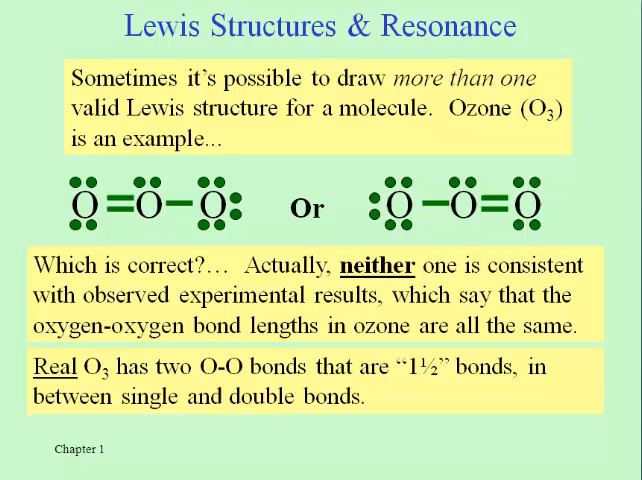 Lewis Structures & Resonance
Sometimes it's possible to draw more than one
valid Lewis structure for a molecule. Ozone (O₃)
is an example...
O=O–O Or O–O=O
Which is correct?... Actually, neither one is consistent
with observed experimental results, which say that the
oxygen-oxygen bond lengths in ozone are all the same.
Real O₃ has two O-O bonds that are “1½” bonds, in
between single and double bonds.
Chapter 1